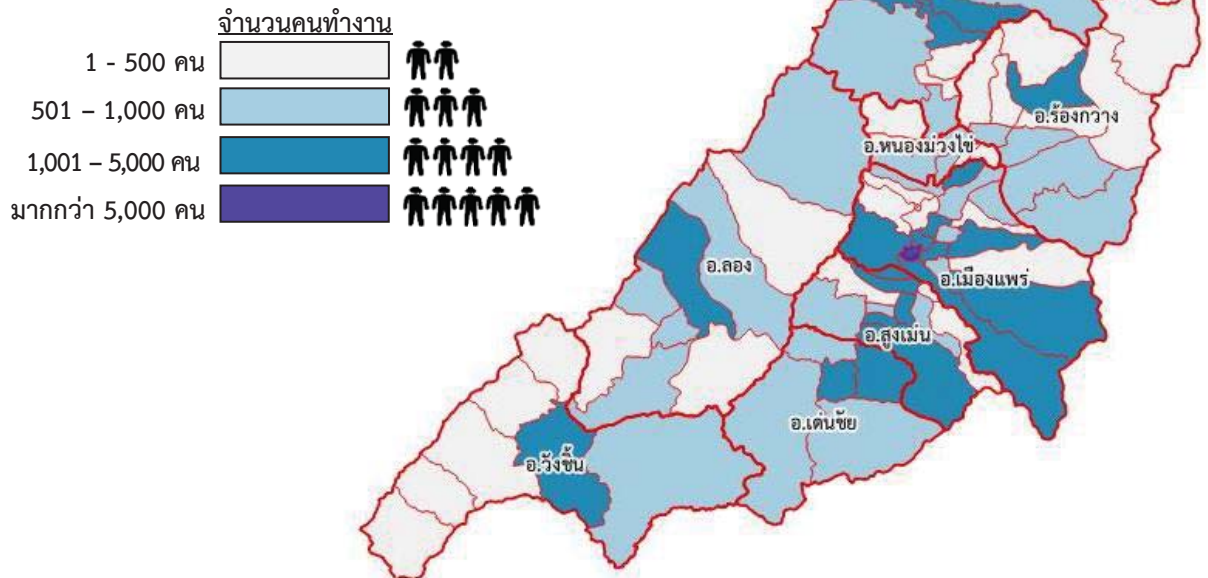 จำนวนคนทำงาน
1 - 500 คน
501 – 1,000 คน
1,001 – 5,000 คน
มากกว่า 5,000 คน
อ.ร้องกวาง
อ.หนองม่วงไข่
อ.ลอง
อ.เมืองแพร่
อ.สูงเม่น
อ.เด่นชัย
อ.วังชิ้น